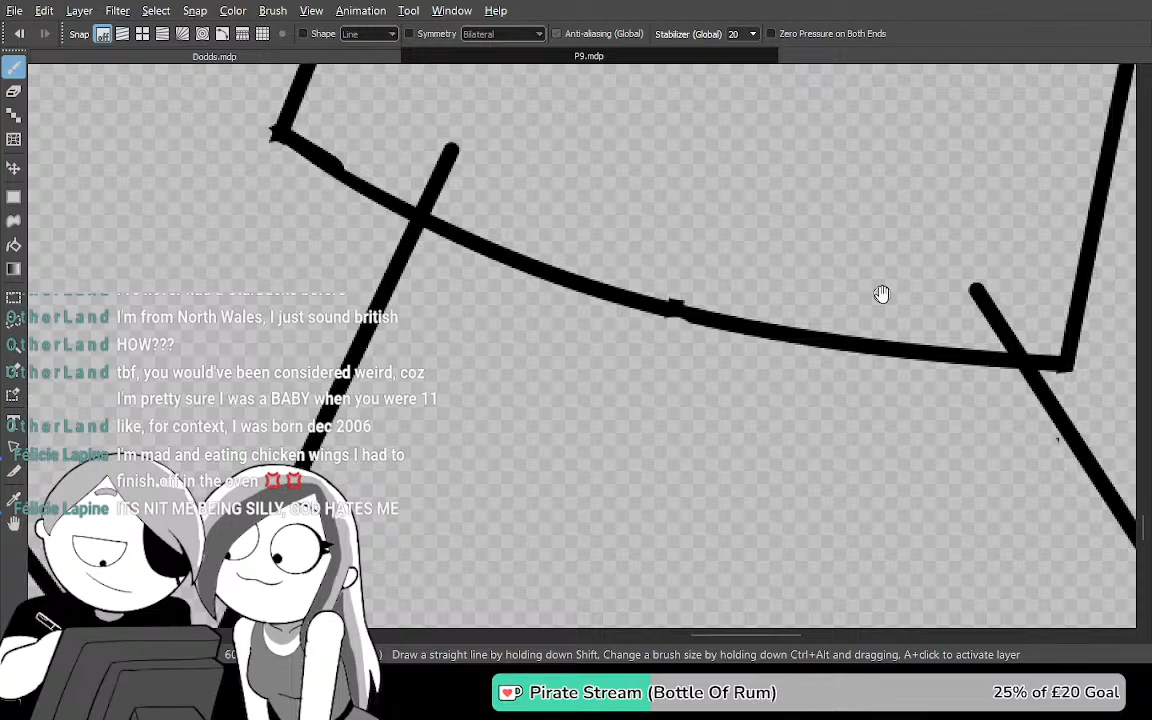 File Edit Layer Filter Select Snap Color Brush View Animation Tool Window Help
Snap off Shape Line Symmetry Bilateral Anti-aliasing (Global) Stabilizer (Global) 20 Zero Pressure on Both Ends
Dodds.mdp P9.mdp
OtherLand I'm from North Wales, I just sound british
OtherLand HOW???
OtherLand tbf, you would've been considered weird, coz
I'm pretty sure I was a BABY when you were 11
OtherLand like, for context, I was born dec 2006
Félicie Lapine I'm mad and eating chicken wings I had to
finish off in the oven
Félicie Lapine ITS NIT ME BEING SILLY, GOD HATES ME
Draw a straight line by holding down Shift, Change a brush size by holding down Ctrl+Alt and dragging, A+click to activate layer
Pirate Stream (Bottle Of Rum) 25% of £20 Goal